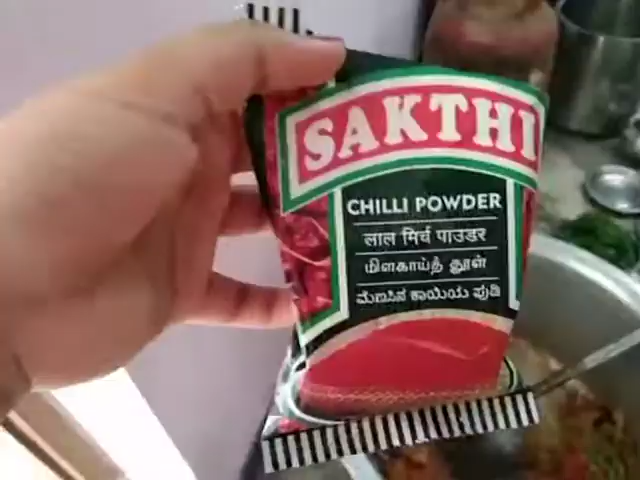 SAKTHI
CHILLI POWDER
लाल मिर्च पाउडर
மிளகாய்த் தூள்
ಮೆಣಸಿನ ಕಾಯಿಯ ಪುಡಿ